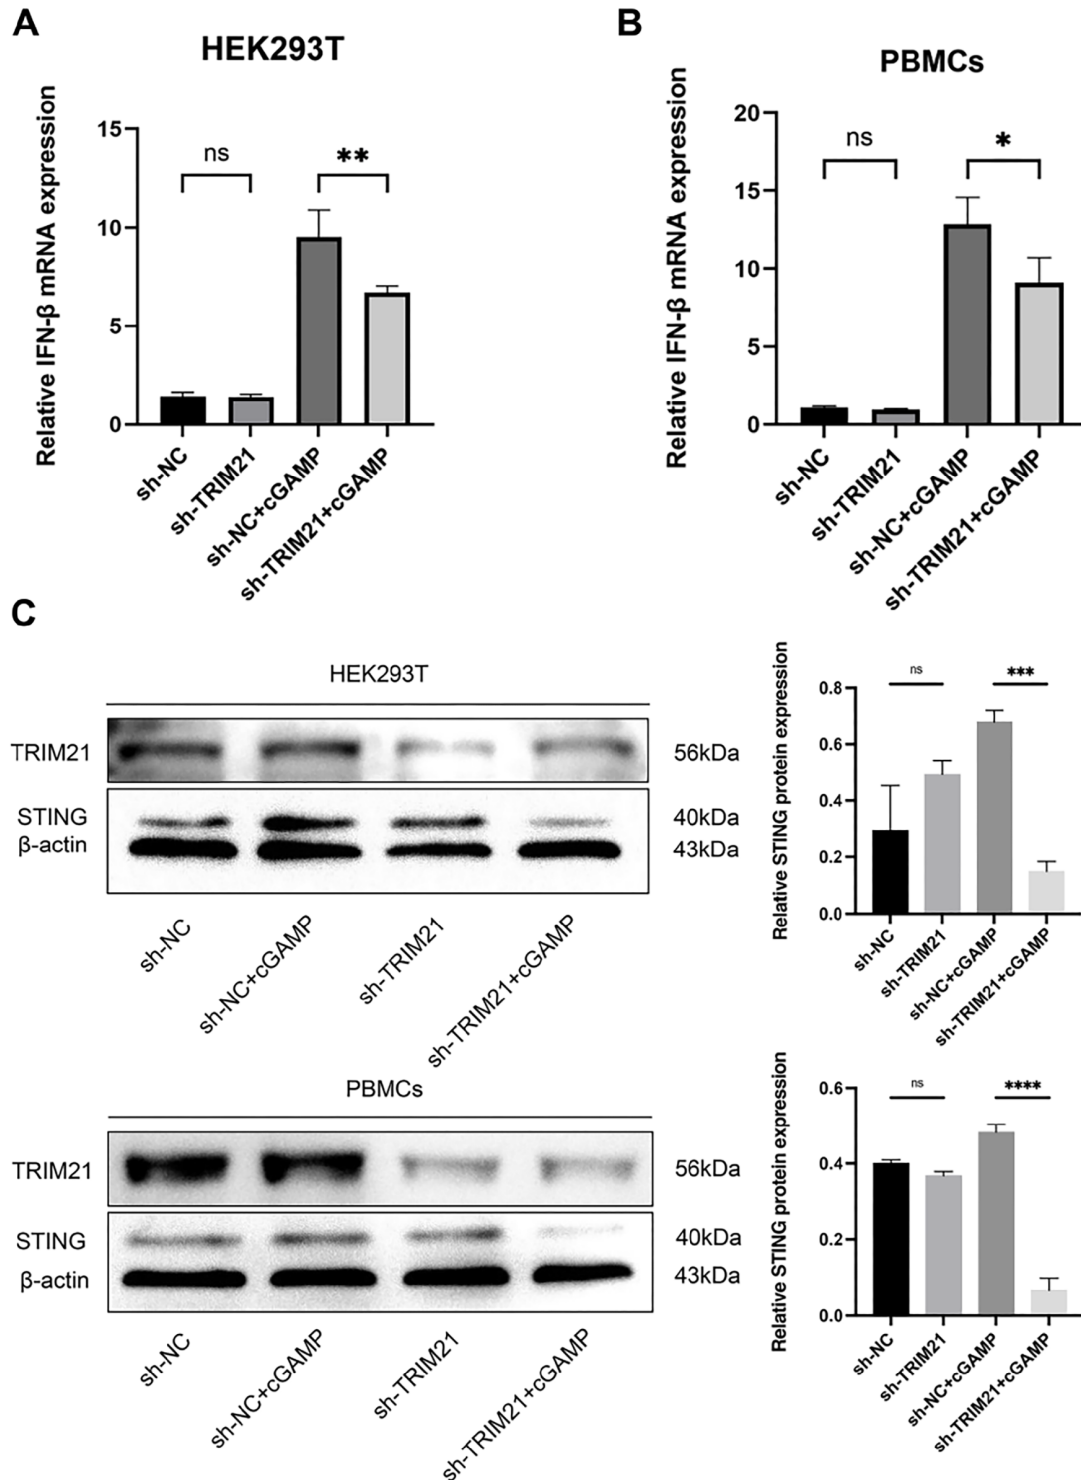 A
HEK293T
Relative IFN-β mRNA expression
15
10
5
0
ns
**
sh-NC
sh-TRIM21
sh-NC+cGAMP
sh-TRIM21+cGAMP
B
PBMCs
Relative IFN-β mRNA expression
20
15
10
5
0
ns
*
sh-NC
sh-TRIM21
sh-NC+cGAMP
sh-TRIM21+cGAMP
C
HEK293T
TRIM21 56kDa
STING 40kDa
β-actin 43kDa
sh-NC
sh-NC+cGAMP
sh-TRIM21
sh-TRIM21+cGAMP
Relative STING protein expression
0.8
0.6
0.4
0.2
0.0
ns
***
sh-NC
sh-TRIM21
sh-NC+cGAMP
sh-TRIM21+cGAMP
PBMCs
TRIM21 56kDa
STING 40kDa
β-actin 43kDa
sh-NC
sh-NC+cGAMP
sh-TRIM21
sh-TRIM21+cGAMP
Relative STING protein expression
0.6
0.4
0.2
0.0
ns
****
sh-NC
sh-TRIM21
sh-NC+cGAMP
sh-TRIM21+cGAMP